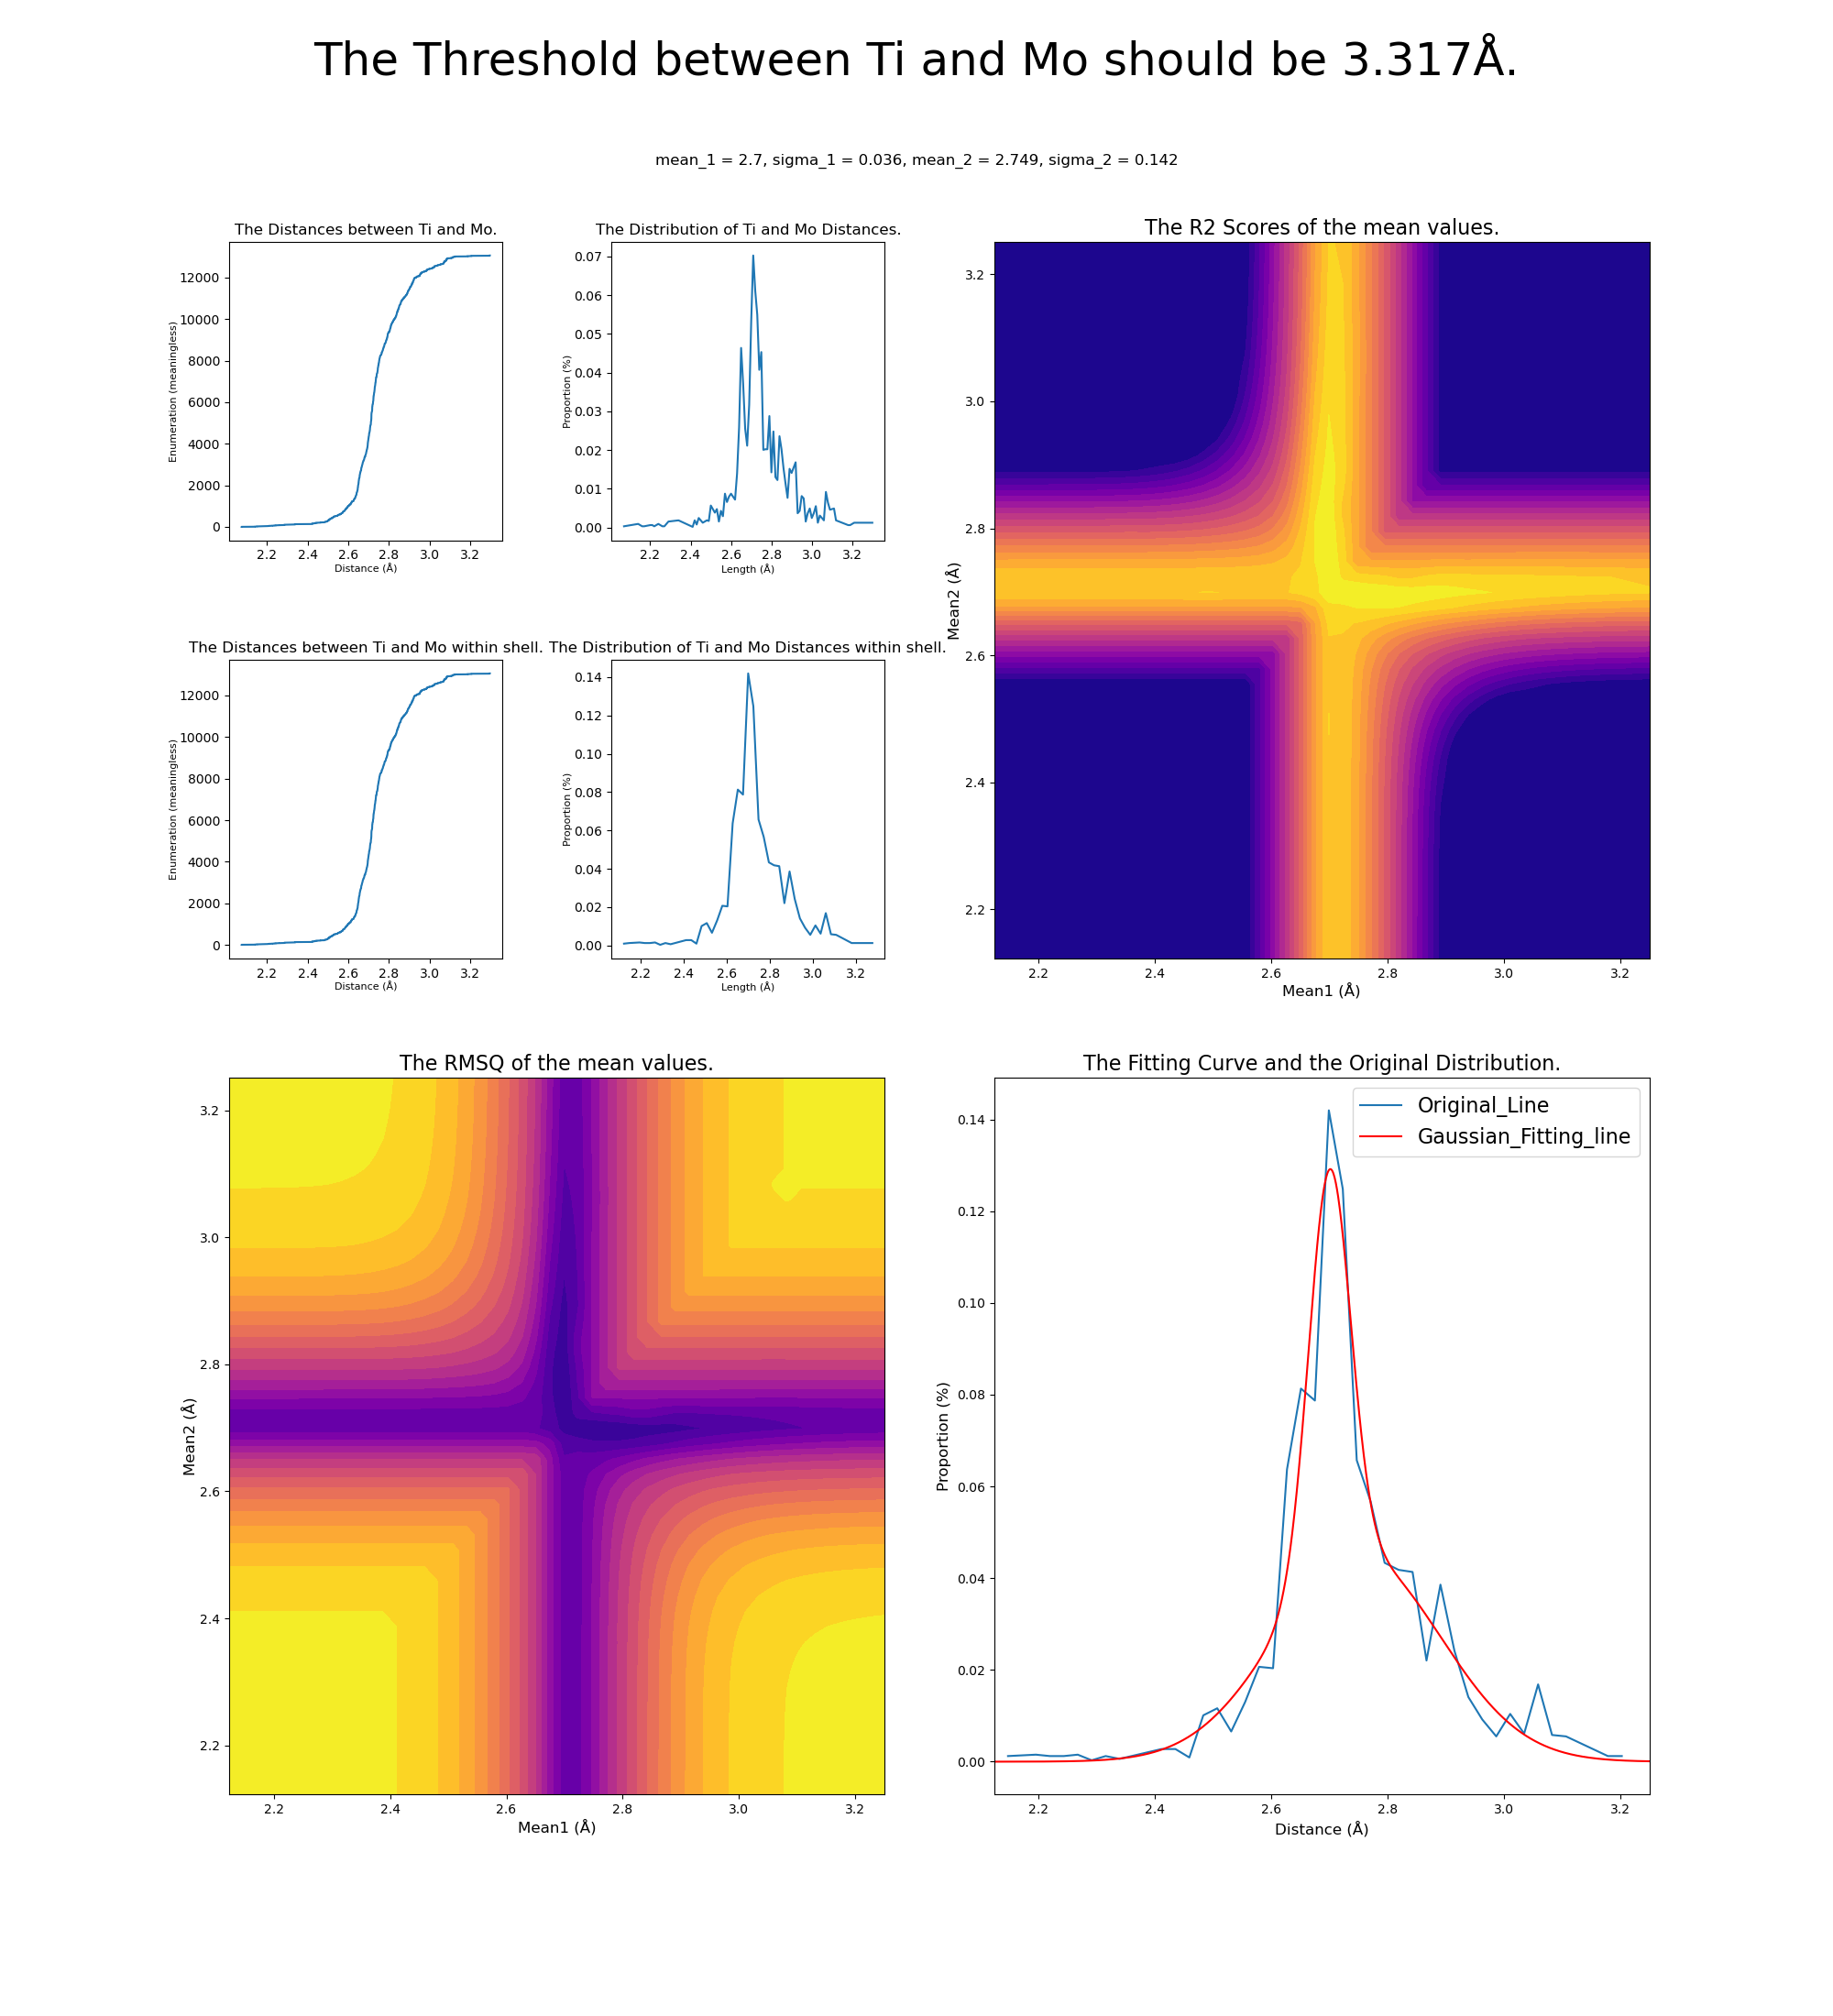 The Threshold between Ti and Mo should be 3.317Å.
mean_1 = 2.7, sigma_1 = 0.036, mean_2 = 2.749, sigma_2 = 0.142
The Distances between Ti and Mo.
Enumeration (meaningless)
12000
10000
8000
6000
4000
2000
0
2.2 2.4 2.6 2.8 3.0 3.2
Distance (Å)
The Distribution of Ti and Mo Distances.
Proportion (%)
0.07
0.06
0.05
0.04
0.03
0.02
0.01
0.00
2.2 2.4 2.6 2.8 3.0 3.2
Length (Å)
The R2 Scores of the mean values.
Mean2 (Å)
3.2
3.0
2.8
2.6
2.4
2.2
2.2 2.4 2.6 2.8 3.0 3.2
Mean1 (Å)
The Distances between Ti and Mo within shell.
Enumeration (meaningless)
12000
10000
8000
6000
4000
2000
0
2.2 2.4 2.6 2.8 3.0 3.2
Distance (Å)
The Distribution of Ti and Mo Distances within shell.
Proportion (%)
0.14
0.12
0.10
0.08
0.06
0.04
0.02
0.00
2.2 2.4 2.6 2.8 3.0 3.2
Length (Å)
The RMSQ of the mean values.
Mean2 (Å)
3.2
3.0
2.8
2.6
2.4
2.2
2.2 2.4 2.6 2.8 3.0 3.2
Mean1 (Å)
The Fitting Curve and the Original Distribution.
Original_Line
Gaussian_Fitting_line
Proportion (%)
0.14
0.12
0.10
0.08
0.06
0.04
0.02
0.00
2.2 2.4 2.6 2.8 3.0 3.2
Distance (Å)